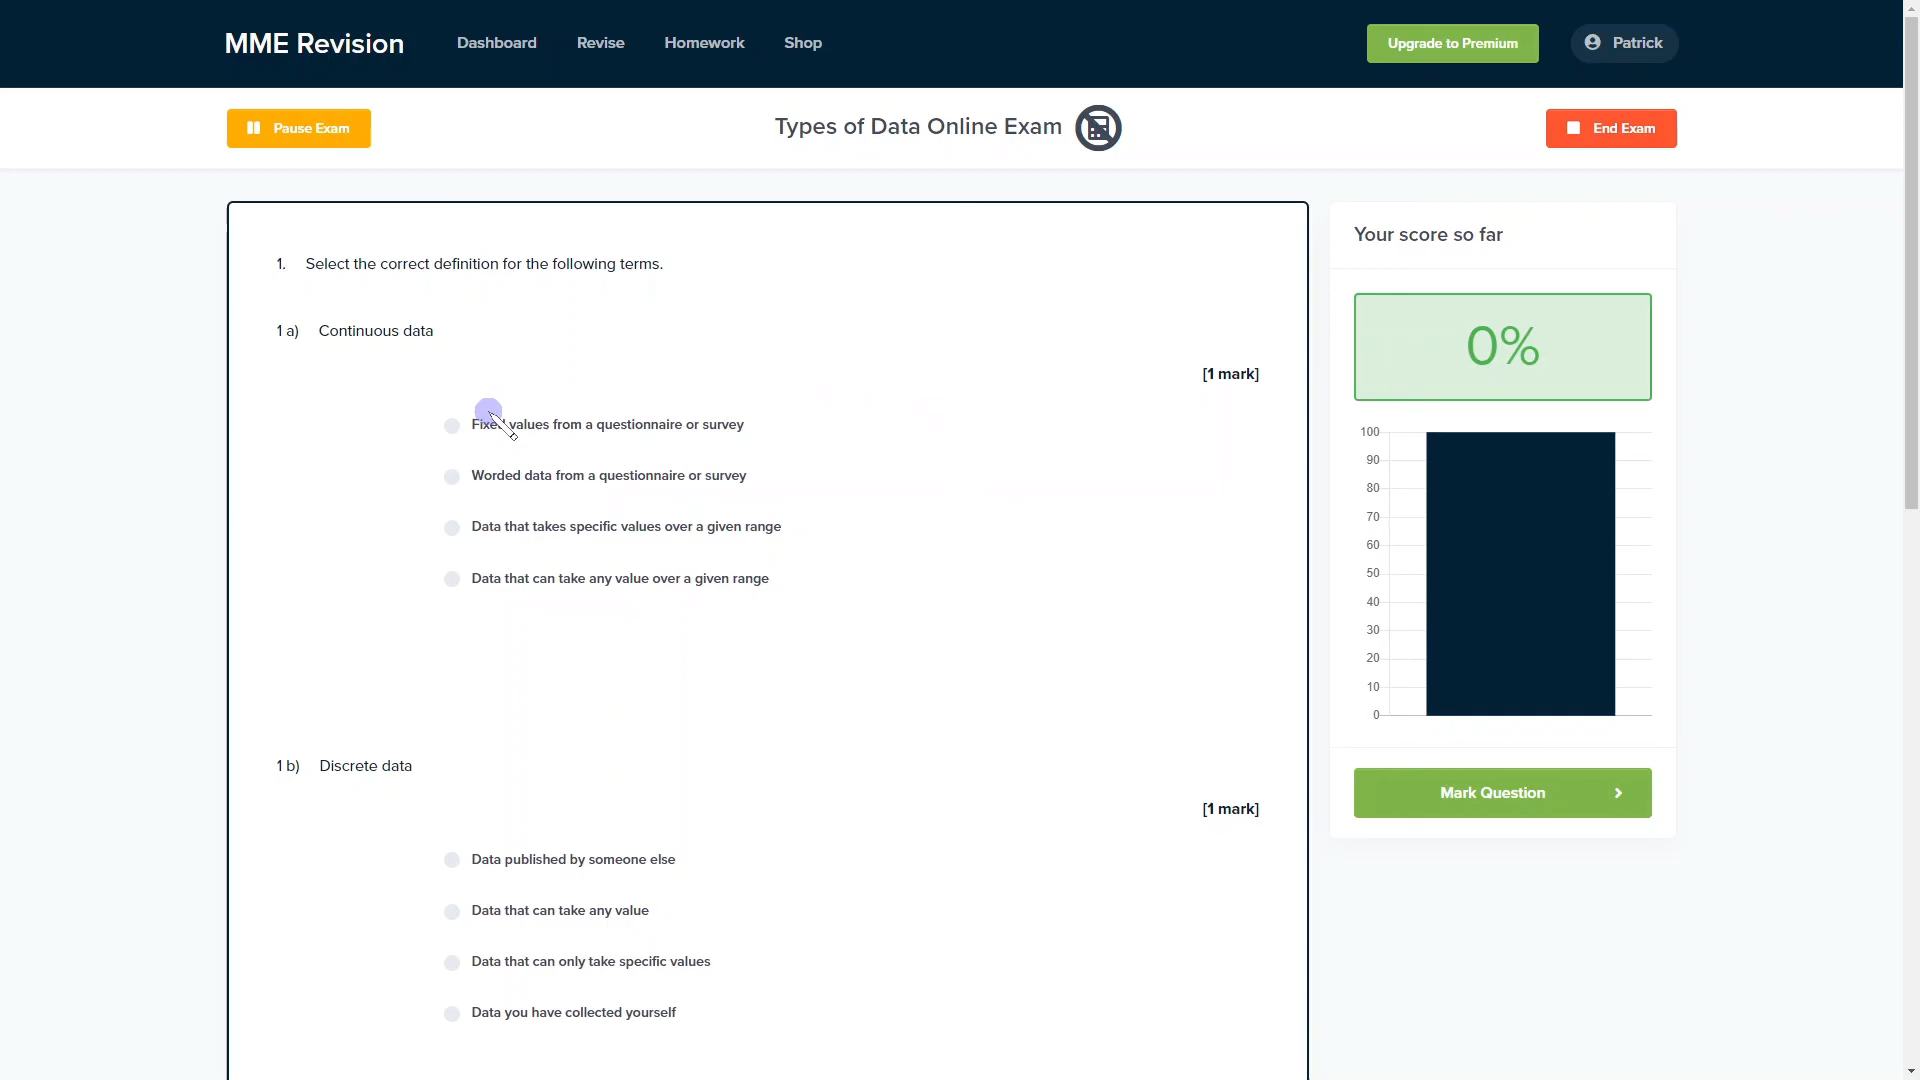 MME Revision Dashboard Revise Homework Shop Upgrade to Premium Patrick
Pause Exam Types of Data Online Exam End Exam
1. Select the correct definition for the following terms.
1 a) Continuous data
[1 mark]
Fixed values from a questionnaire or survey
Worded data from a questionnaire or survey
Data that takes specific values over a given range
Data that can take any value over a given range
1 b) Discrete data
[1 mark]
Data published by someone else
Data that can take any value
Data that can only take specific values
Data you have collected yourself
Your score so far
0%
100
90
80
70
60
50
40
30
20
10
0
Mark Question